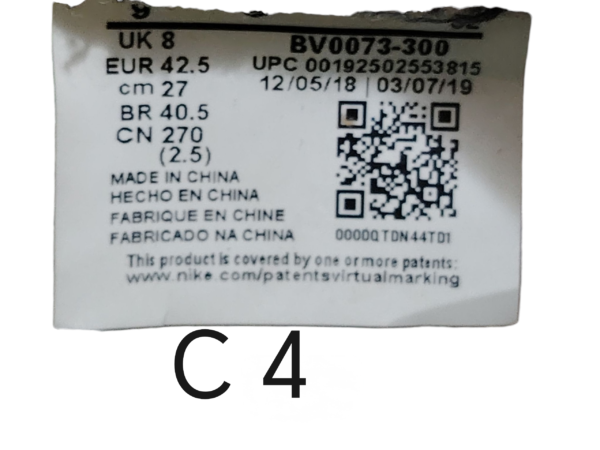 9
UK 8
EUR 42.5
cm 27
BR 40.5
CN 270
(2.5)
BV0073-300
UPC 00192502553815
12/05/18 | 03/07/19
MADE IN CHINA
HECHO EN CHINA
FABRIQUE EN CHINE
FABRICADO NA CHINA
0000QTDN44TD1
This product is covered by one or more patents:
www.nike.com/patentsvirtualmarking
C 4